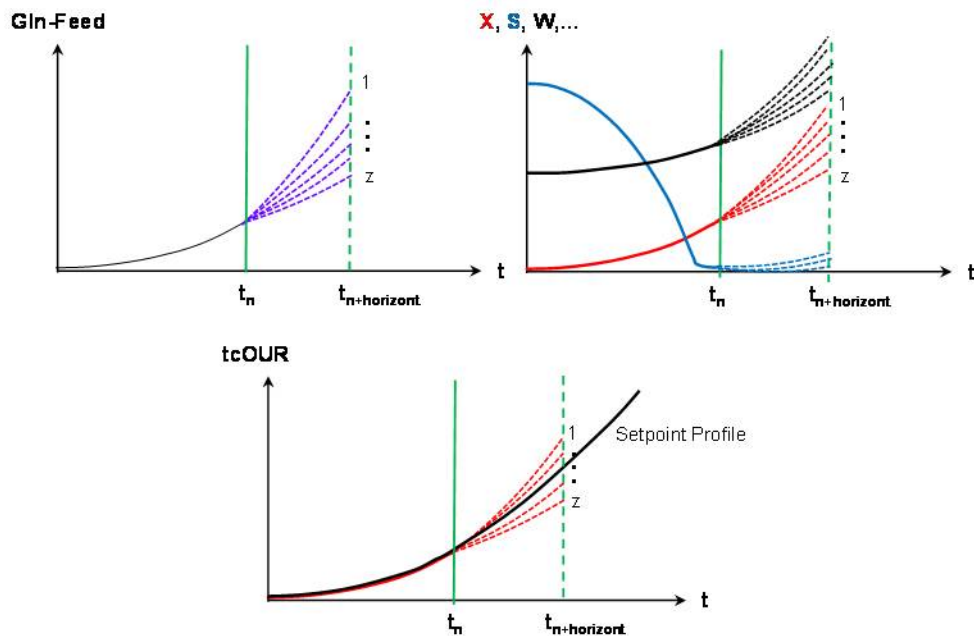 Gln-Feed
1
z
t
tn
tn+horizont
X, S, W,...
1
z
t
tn
tn+horizont
tcOUR
1
Setpoint Profile
z
t
tn
tn+horizont